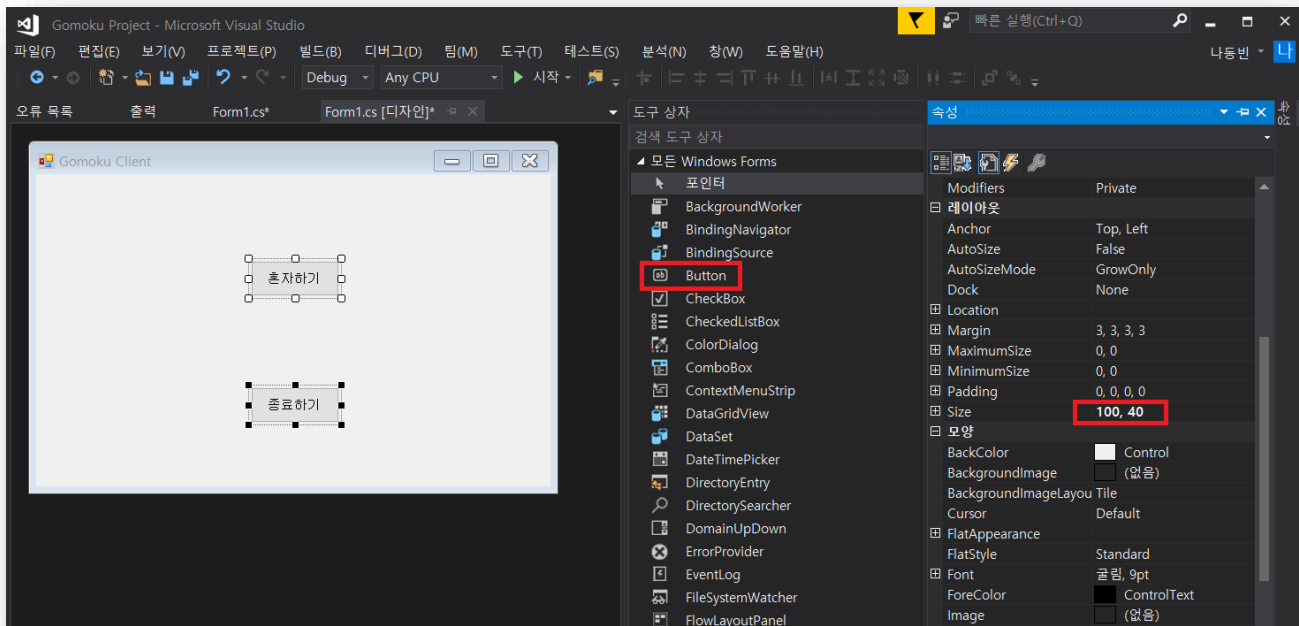 Gomoku Project - Microsoft Visual Studio
빠른 실행(Ctrl+Q)
파일(F) 편집(E) 보기(V) 프로젝트(P) 빌드(B) 디버그(D) 팀(M) 도구(T) 테스트(S) 분석(N) 창(W) 도움말(H)
나동빈 나
Debug Any CPU 시작
오류 목록 출력 Form1.cs* Form1.cs [디자인]*
Gomoku Client
혼자하기
종료하기
도구 상자
검색 도구 상자
모든 Windows Forms
포인터
BackgroundWorker
BindingNavigator
BindingSource
Button
CheckBox
CheckedListBox
ColorDialog
ComboBox
ContextMenuStrip
DataGridView
DataSet
DateTimePicker
DirectoryEntry
DirectorySearcher
DomainUpDown
ErrorProvider
EventLog
FileSystemWatcher
FlowLayoutPanel
속성
Modifiers Private
레이아웃
Anchor Top, Left
AutoSize False
AutoSizeMode GrowOnly
Dock None
Location
Margin 3, 3, 3, 3
MaximumSize 0, 0
MinimumSize 0, 0
Padding 0, 0, 0, 0
Size 100, 40
모양
BackColor Control
BackgroundImage (없음)
BackgroundImageLayou Tile
Cursor Default
FlatAppearance
FlatStyle Standard
Font 굴림, 9pt
ForeColor ControlText
Image (없음)